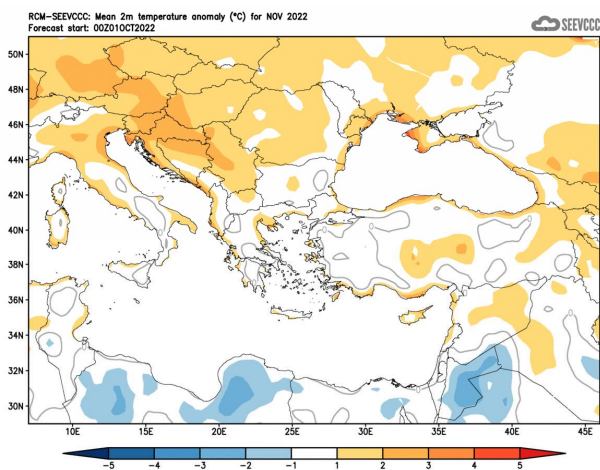 RCM-SEEVCCC: Mean 2m temperature anomaly (°C) for NOV 2022
Forecast start: 00Z01OCT2022
SEEVCCC
50N
48N
46N
44N
42N
40N
38N
36N
34N
32N
30N
10E 15E 20E 25E 30E 35E 40E 45E
-5 -4 -3 -2 -1 1 2 3 4 5